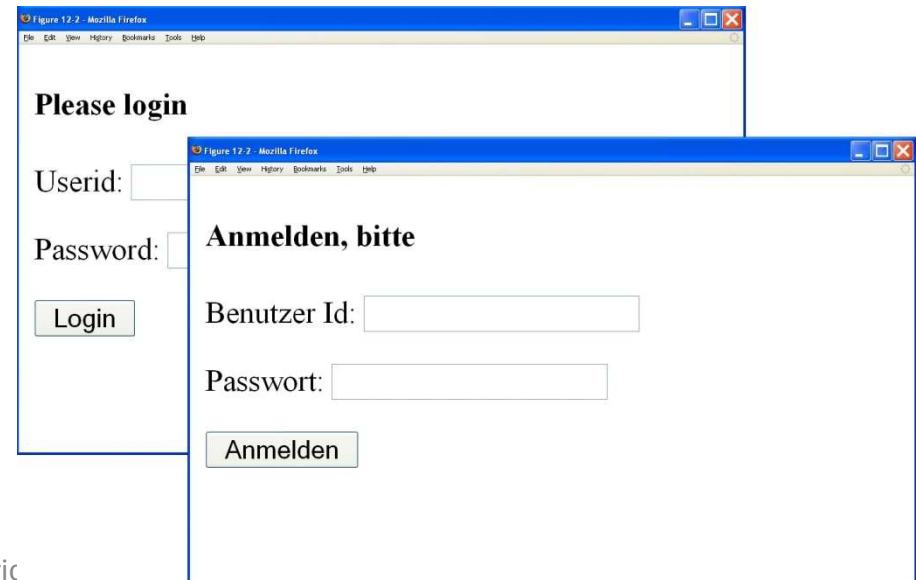 Figure 12-2 - Mozilla Firefox
File Edit View History Bookmarks Tools Help
Please login
Userid:
Password:
Login
Figure 12-2 - Mozilla Firefox
File Edit View History Bookmarks Tools Help
Anmelden, bitte
Benutzer Id:
Passwort:
Anmelden